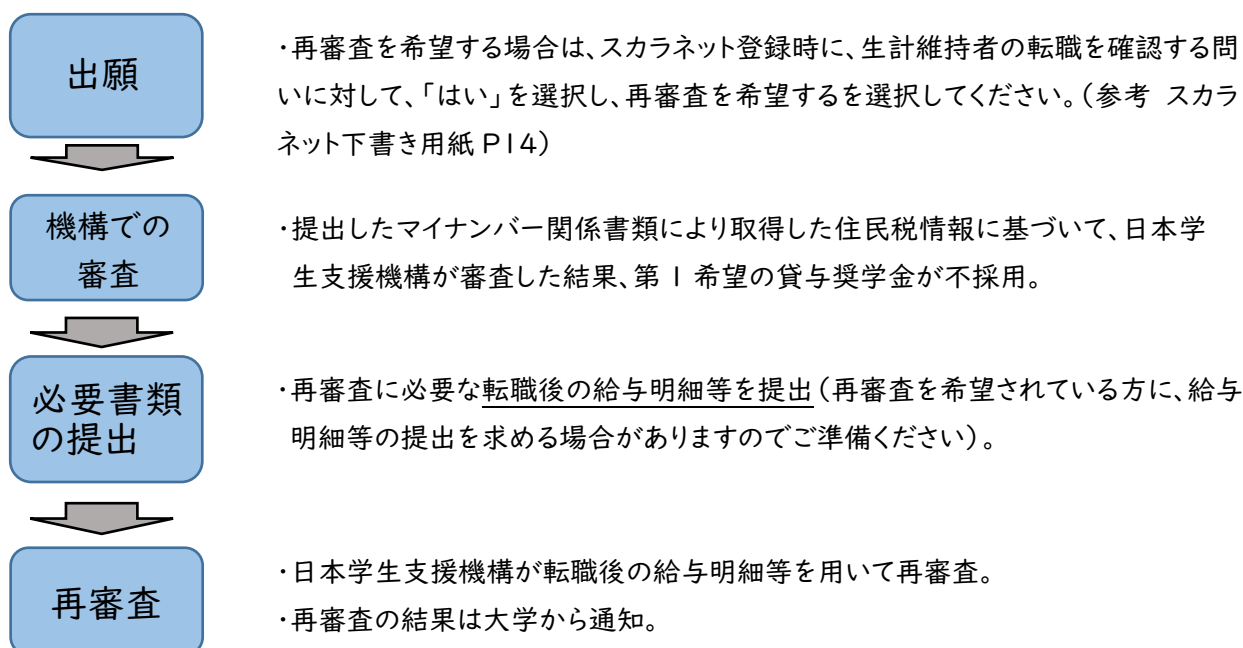 出願
・再審査を希望する場合は、スカラネット登録時に、生計維持者の転職を確認する問
いに対して、「はい」を選択し、再審査を希望するを選択してください。（参考 スカラ
ネット下書き用紙 P14）
機構での
審査
・提出したマイナンバー関係書類により取得した住民税情報に基づいて、日本学
生支援機構が審査した結果、第1希望の貸与奨学金が不採用。
必要書類
の提出
・再審査に必要な転職後の給与明細等を提出（再審査を希望されている方に、給与
明細等の提出を求める場合がありますのでご準備ください）。
再審査
・日本学生支援機構が転職後の給与明細等を用いて再審査。
・再審査の結果は大学から通知。